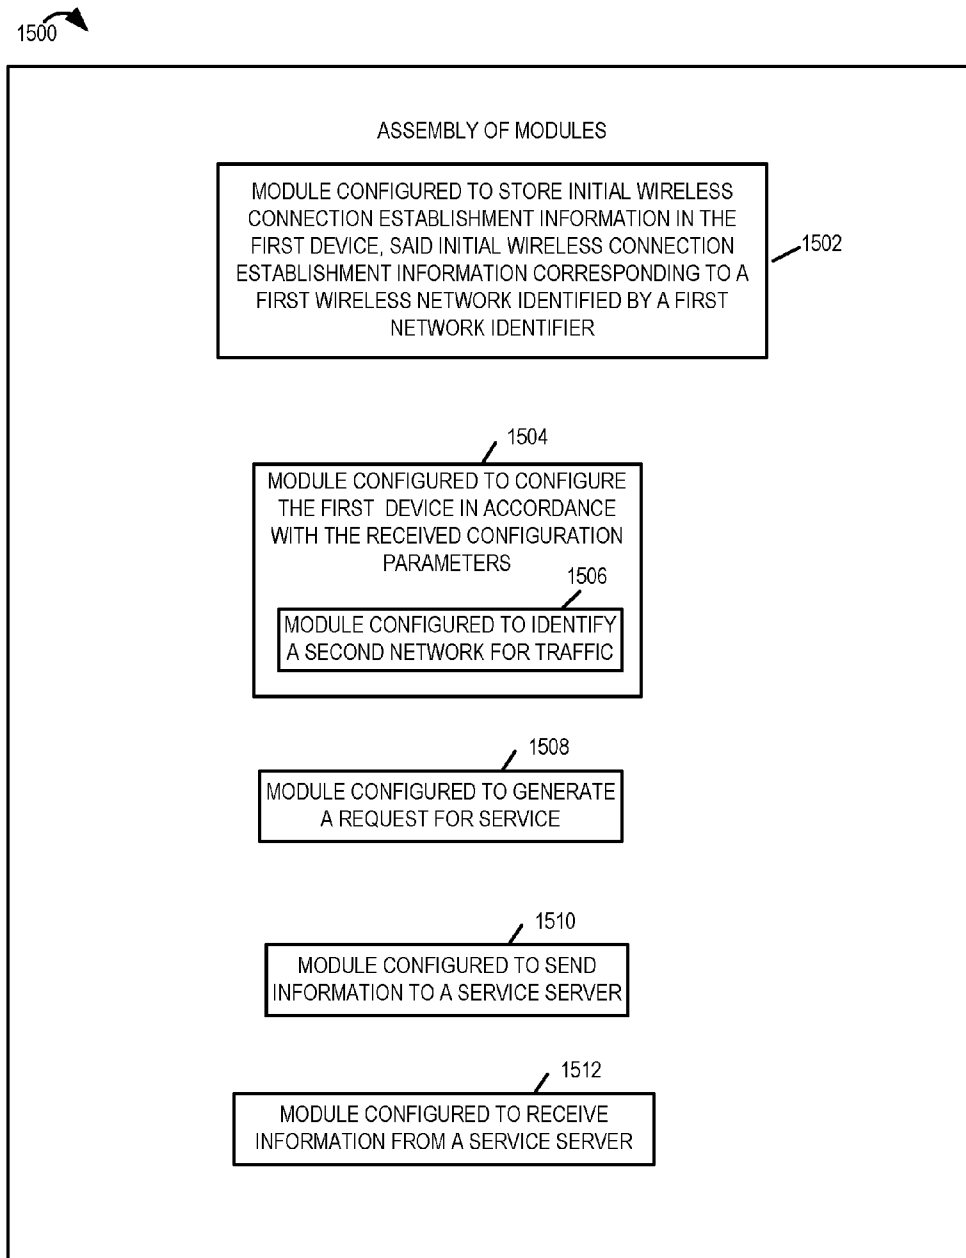 1500
ASSEMBLY OF MODULES
MODULE CONFIGURED TO STORE INITIAL WIRELESS
CONNECTION ESTABLISHMENT INFORMATION IN THE
FIRST DEVICE, SAID INITIAL WIRELESS CONNECTION
ESTABLISHMENT INFORMATION CORRESPONDING TO A
FIRST WIRELESS NETWORK IDENTIFIED BY A FIRST
NETWORK IDENTIFIER
1502
1504
MODULE CONFIGURED TO CONFIGURE
THE FIRST DEVICE IN ACCORDANCE
WITH THE RECEIVED CONFIGURATION
PARAMETERS
1506
MODULE CONFIGURED TO IDENTIFY
A SECOND NETWORK FOR TRAFFIC
1508
MODULE CONFIGURED TO GENERATE
A REQUEST FOR SERVICE
1510
MODULE CONFIGURED TO SEND
INFORMATION TO A SERVICE SERVER
1512
MODULE CONFIGURED TO RECEIVE
INFORMATION FROM A SERVICE SERVER